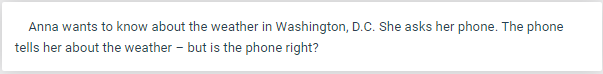 Anna wants to know about the weather in Washington, D.C. She asks her phone. The phone
tells her about the weather – but is the phone right?